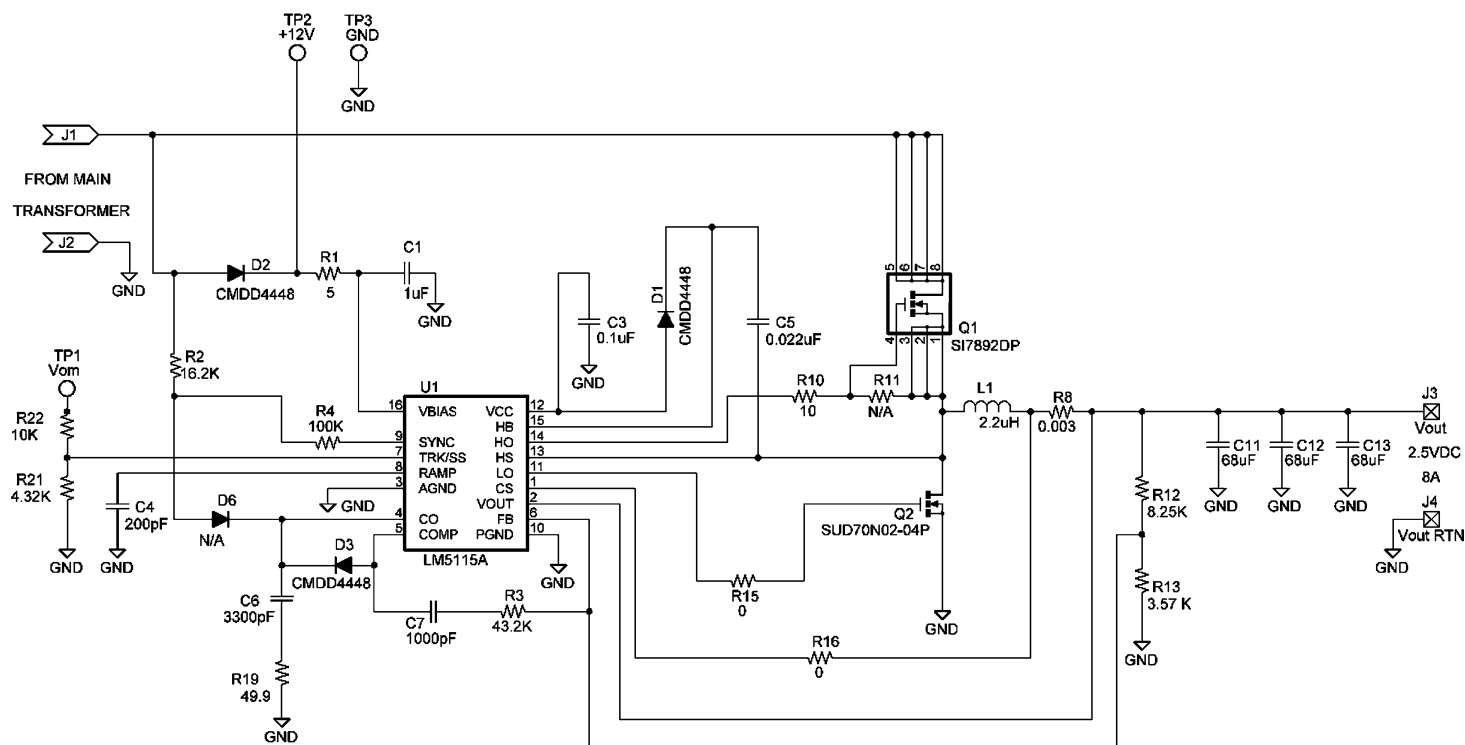 TP2
+12V
TP3
GND
GND
J1
FROM MAIN
TRANSFORMER
J2
GND
D2
CMDD4448
R1
5
C1
1uF
GND
R2
16.2K
TP1
Vom
R22
10K
R21
4.32K
GND
C4
200pF
GND
R4
100K
GND
D6
N/A
D3
CMDD4448
C6
3300pF
R19
49.9
GND
C7
1000pF
R3
43.2K
U1
16 VBIAS VCC 12
HB 15
9 SYNC HO 14
7 TRK/SS HS 13
8 RAMP LO 11
3 AGND CS 1
VOUT 2
4 CO FB 6
5 COMP PGND 10
LM5115A
GND
C3
0.1uF
GND
D1
CMDD4448
C5
0.022uF
5 6 7 8
4 3 2 1
Q1
SI7892DP
R10
10
R11
N/A
L1
2.2uH
R8
0.003
Q2
SUD70N02-04P
GND
R15
0
R16
0
C11
68uF
GND
C12
68uF
GND
C13
68uF
GND
R12
8.25K
R13
3.57 K
GND
J3
Vout
2.5VDC
8A
J4
Vout RTN
GND